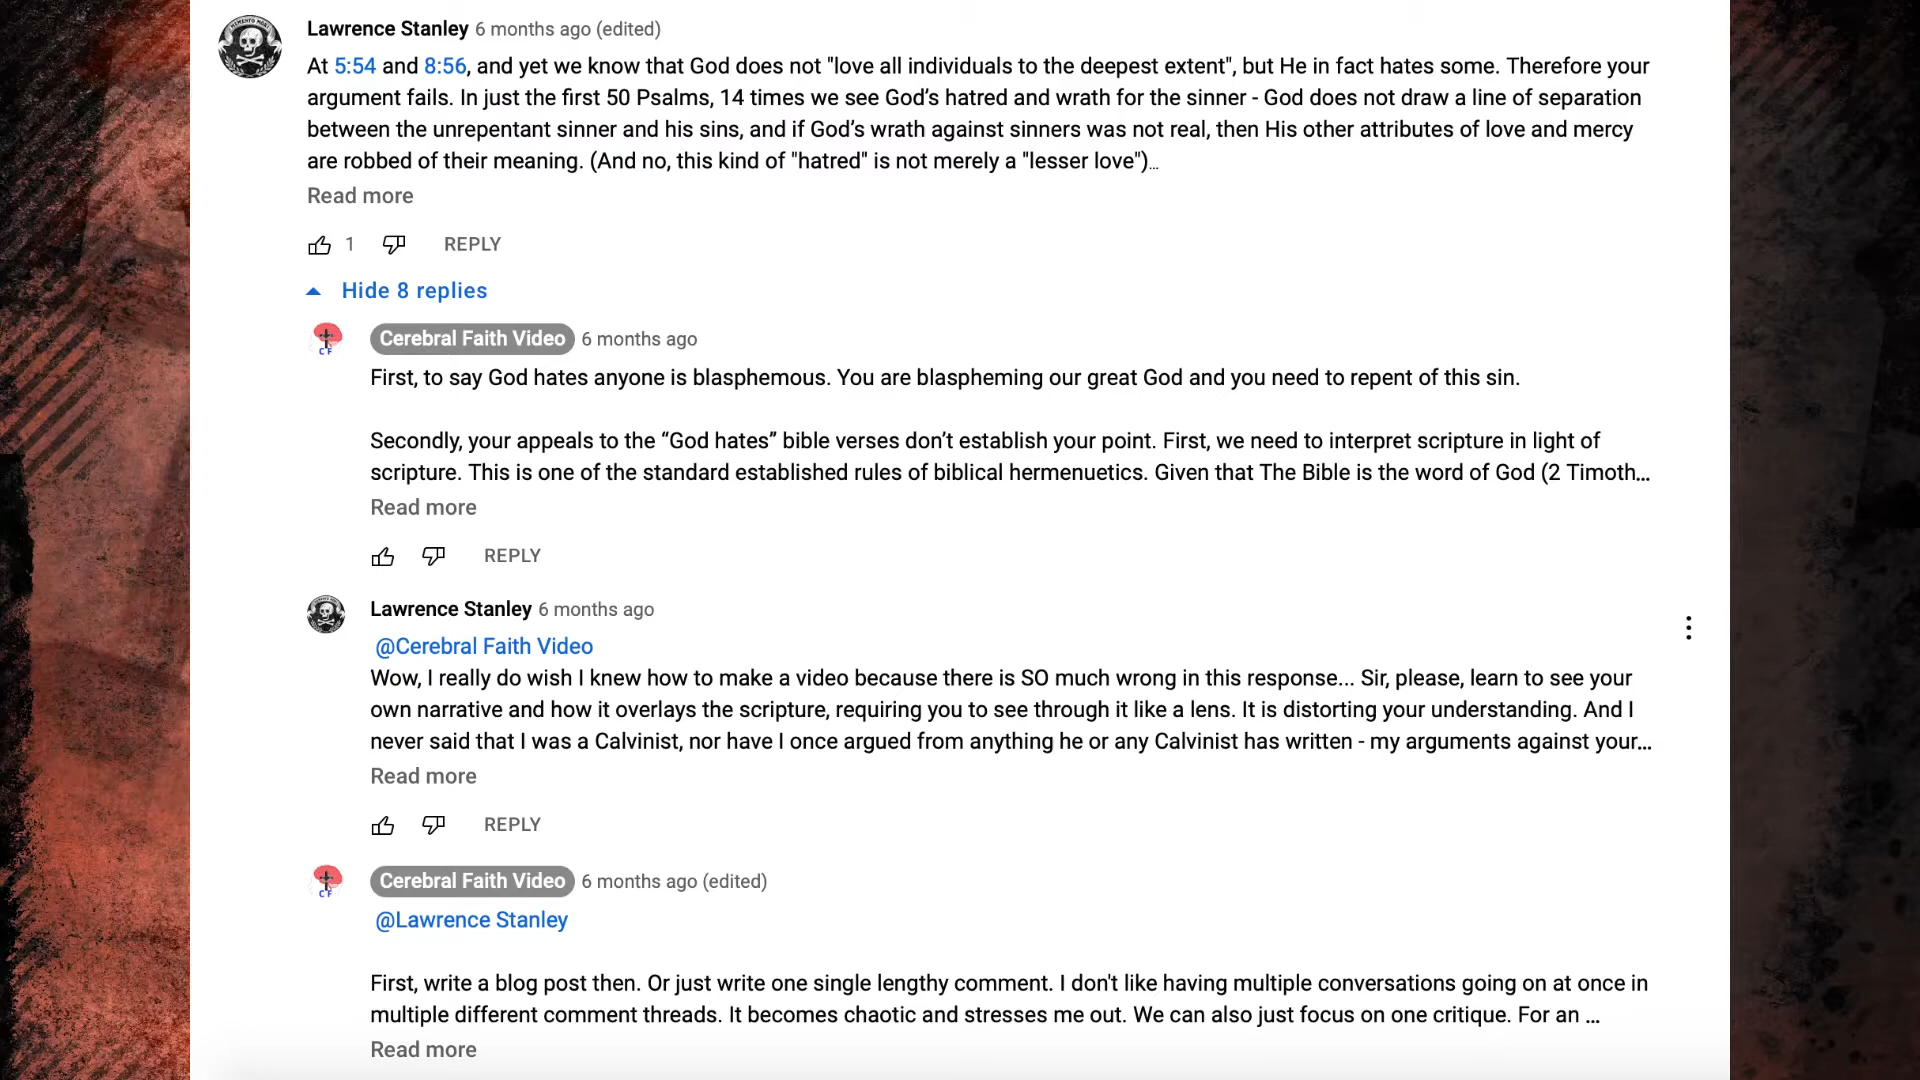 Lawrence Stanley 6 months ago (edited)
At 5:54 and 8:56, and yet we know that God does not "love all individuals to the deepest extent", but He in fact hates some. Therefore your
argument fails. In just the first 50 Psalms, 14 times we see God’s hatred and wrath for the sinner - God does not draw a line of separation
between the unrepentant sinner and his sins, and if God’s wrath against sinners was not real, then His other attributes of love and mercy
are robbed of their meaning. (And no, this kind of "hatred" is not merely a "lesser love")...
Read more
1 REPLY
Hide 8 replies
Cerebral Faith Video 6 months ago
First, to say God hates anyone is blasphemous. You are blaspheming our great God and you need to repent of this sin.
Secondly, your appeals to the “God hates” bible verses don’t establish your point. First, we need to interpret scripture in light of
scripture. This is one of the standard established rules of biblical hermenuetics. Given that The Bible is the word of God (2 Timoth...
Read more
REPLY
Lawrence Stanley 6 months ago
@Cerebral Faith Video
Wow, I really do wish I knew how to make a video because there is SO much wrong in this response... Sir, please, learn to see your
own narrative and how it overlays the scripture, requiring you to see through it like a lens. It is distorting your understanding. And I
never said that I was a Calvinist, nor have I once argued from anything he or any Calvinist has written - my arguments against your...
Read more
REPLY
Cerebral Faith Video 6 months ago (edited)
@Lawrence Stanley
First, write a blog post then. Or just write one single lengthy comment. I don't like having multiple conversations going on at once in
multiple different comment threads. It becomes chaotic and stresses me out. We can also just focus on one critique. For an ...
Read more
MEMENTO MORI
CF
CF